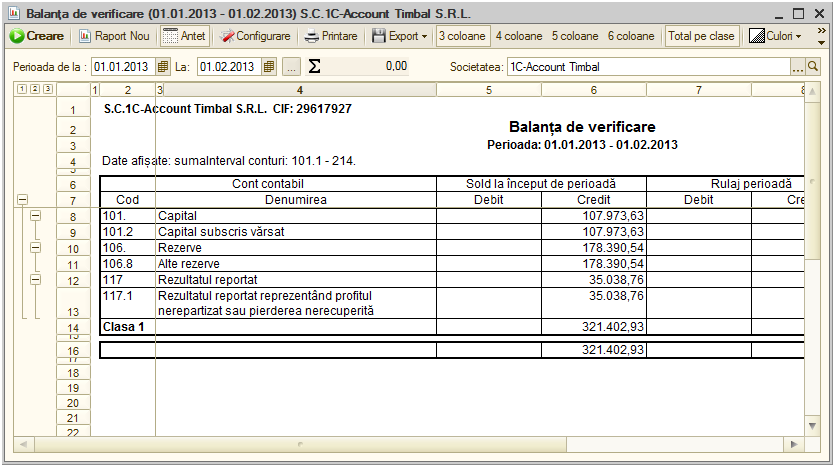 Balanța de verificare (01.01.2013 - 01.02.2013) S.C.1C-Account Timbal S.R.L.
Creare Raport Nou Antet Configurare Printare Export 3 coloane 4 coloane 5 coloane 6 coloane Total pe clase Culori
Perioada de la : 01.01.2013 La: 01.02.2013 ... Σ 0,00 Societatea: 1C-Account Timbal ...
1 2 3 1 2 3 4 5 6 7 8
1 S.C.1C-Account Timbal S.R.L. CIF: 29617927
2 Balanța de verificare
3 Perioada: 01.01.2013 - 01.02.2013
4 Date afișate: sumaInterval conturi: 101.1 - 214.
5
6 Cont contabil Sold la început de perioadă Rulaj perioadă
7 Cod Denumirea Debit Credit Debit Cre
8 101. Capital 107.973,63
9 101.2 Capital subscris vărsat 107.973,63
10 106. Rezerve 178.390,54
11 106.8 Alte rezerve 178.390,54
12 117 Rezultatul reportat 35.038,76
117.1 Rezultatul reportat reprezentând profitul 35.038,76
13 nerepartizat sau pierderea nerecuperită
14 Clasa 1 321.402,93
15
16 321.402,93
17
18
19
20
21
22